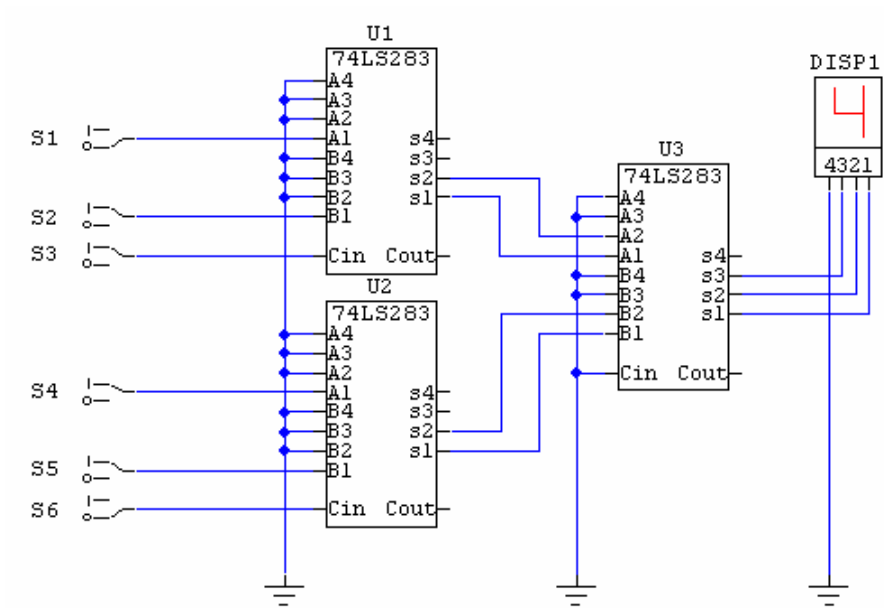 U1
74LS283
A4
A3
A2
A1
B4
B3
B2
B1
Cin
s4
s3
s2
s1
Cout
S1
S2
S3
U2
74LS283
A4
A3
A2
A1
B4
B3
B2
B1
Cin
s4
s3
s2
s1
Cout
S4
S5
S6
U3
74LS283
A4
A3
A2
A1
B4
B3
B2
B1
Cin
s4
s3
s2
s1
Cout
DISP1
4
4321